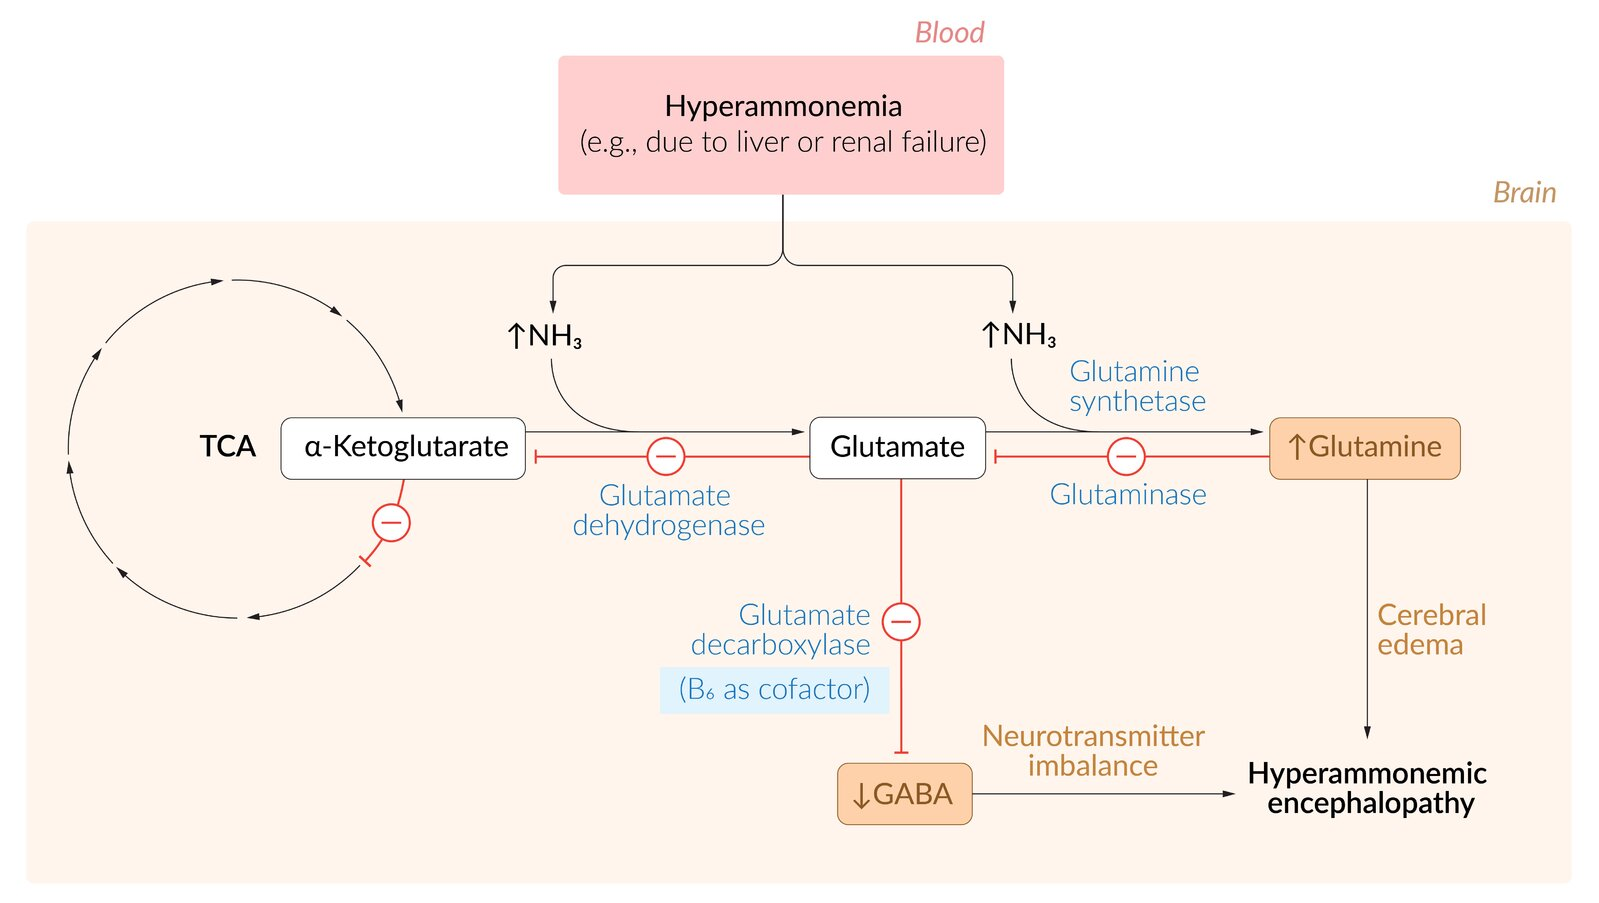 Blood
Hyperammonemia
(e.g., due to liver or renal failure)
Brain
↑NH₃
↑NH₃
Glutamine
synthetase
TCA
α-Ketoglutarate
Glutamate
↑Glutamine
Glutamate
dehydrogenase
Glutaminase
Glutamate
decarboxylase
(B₆ as cofactor)
Cerebral
edema
Neurotransmitter
imbalance
↓GABA
Hyperammonemic
encephalopathy